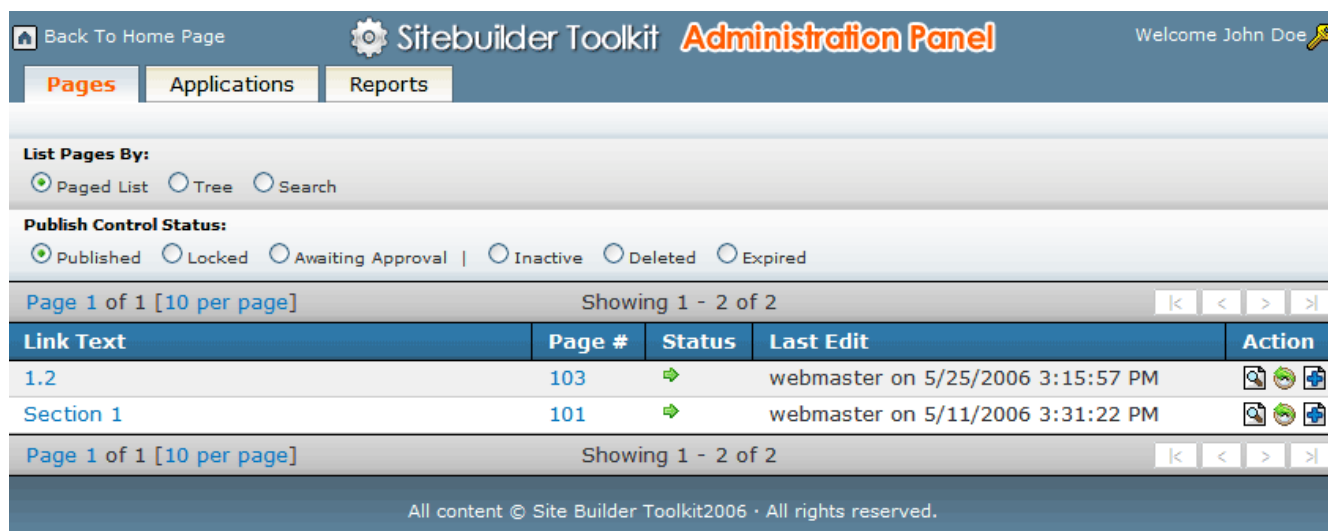 Back To Home Page Sitebuilder Toolkit Administration Panel Welcome John Doe
Pages Applications Reports
List Pages By:
Paged List Tree Search
Publish Control Status:
Published Locked Awaiting Approval | Inactive Deleted Expired
Page 1 of 1 [10 per page] Showing 1 - 2 of 2 |< < > >|
Link Text Page # Status Last Edit Action
1.2 103 webmaster on 5/25/2006 3:15:57 PM
Section 1 101 webmaster on 5/11/2006 3:31:22 PM
Page 1 of 1 [10 per page] Showing 1 - 2 of 2 |< < > >|
All content © Site Builder Toolkit2006 · All rights reserved.